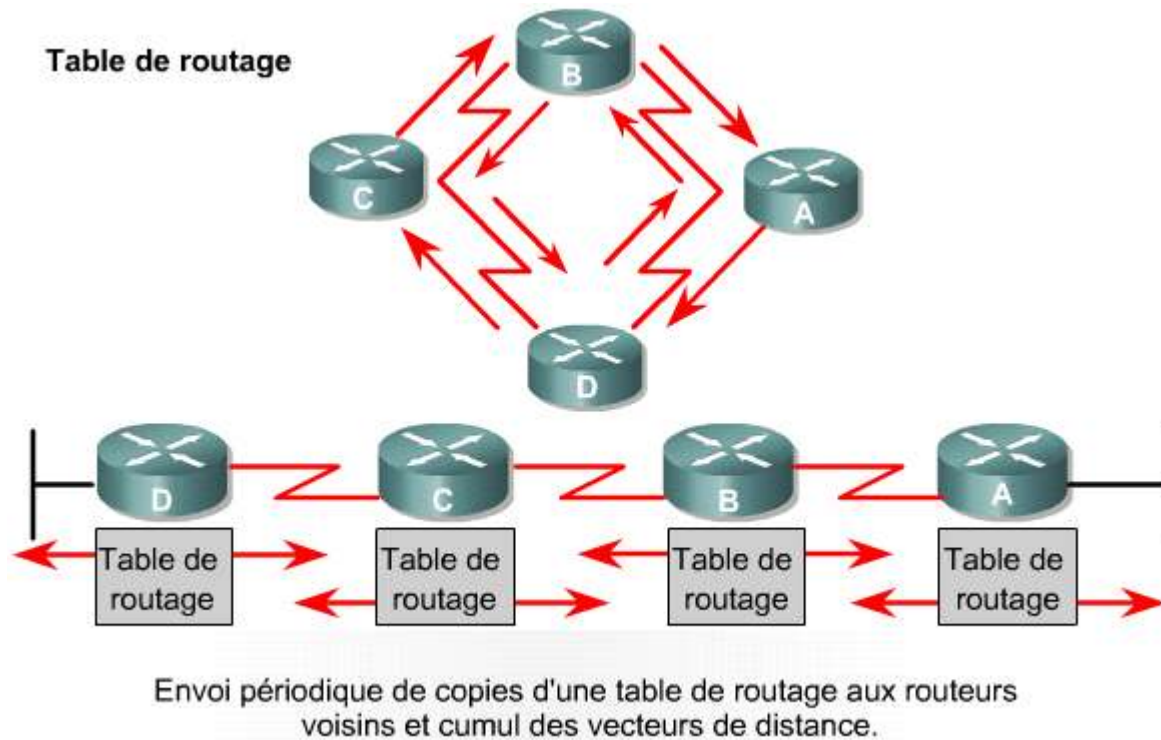 Table de routage
B
C
A
D
D
C
B
A
Table de
routage
Table de
routage
Table de
routage
Table de
routage
Envoi périodique de copies d'une table de routage aux routeurs
voisins et cumul des vecteurs de distance.